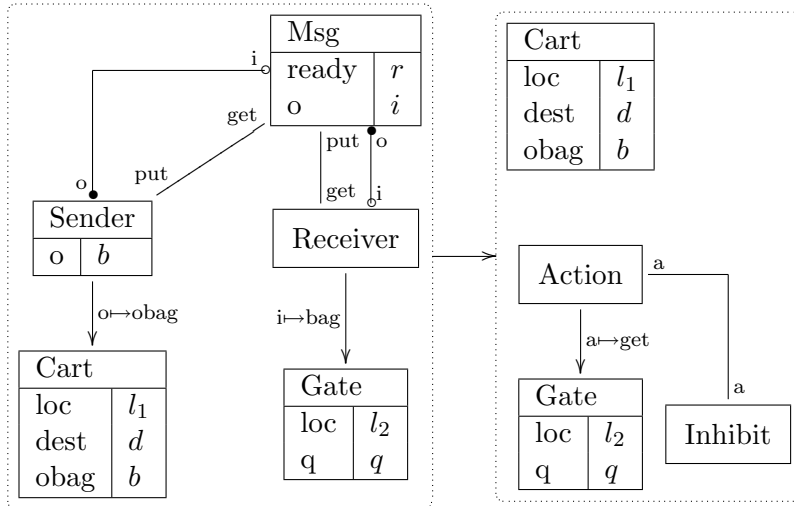 Msg
ready r
o i
i
get
put
o
put
o
get
i
Sender
o b
Receiver
o↦obag
i↦bag
Cart
loc l₁
dest d
obag b
Gate
loc l₂
q q
Cart
loc l₁
dest d
obag b
Action
a
a↦get
a
Gate
loc l₂
q q
Inhibit